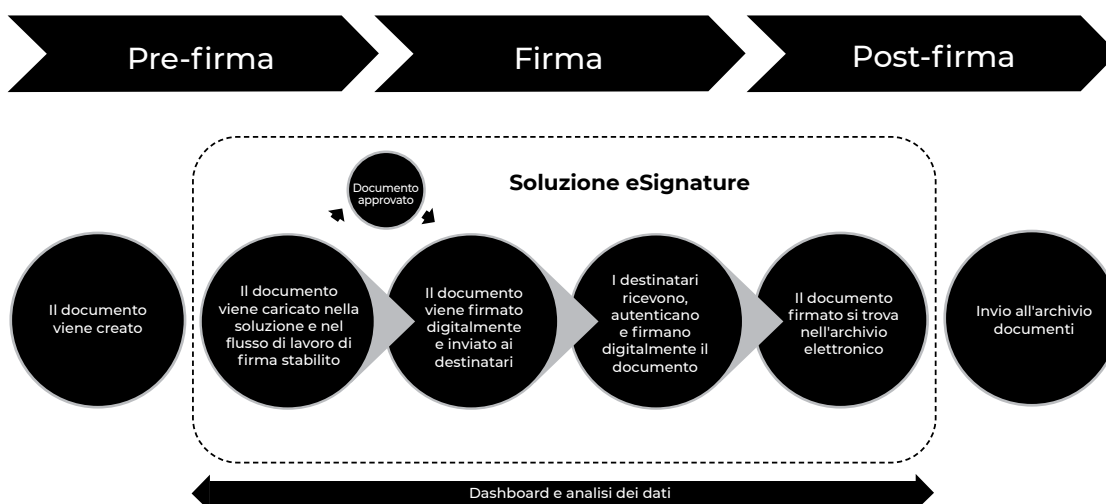 Pre-firma
Firma
Post-firma
Soluzione eSignature
Documento
approvato
Il documento
viene creato
Il documento
viene caricato nella
soluzione e nel
flusso di lavoro di
firma stabilito
Il documento
viene firmato
digitalmente
e inviato ai
destinatari
I destinatari
ricevono,
autenticano
e firmano
digitalmente il
documento
Il documento
firmato si trova
nell'archivio
elettronico
Invio all'archivio
documenti
Dashboard e analisi dei dati